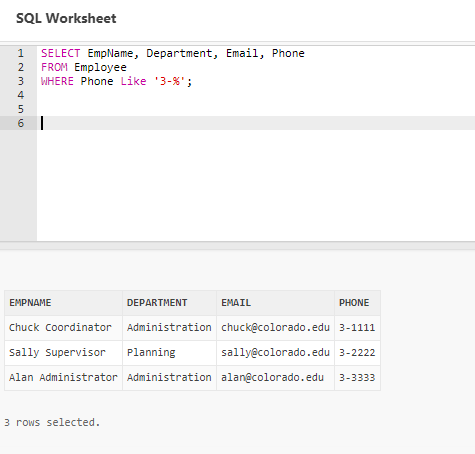 SQL Worksheet
1 SELECT EmpName, Department, Email, Phone
2 FROM Employee
3 WHERE Phone Like '3-%';
4
5
6
EMPNAME DEPARTMENT EMAIL PHONE
Chuck Coordinator Administration chuck@colorado.edu 3-1111
Sally Supervisor Planning sally@colorado.edu 3-2222
Alan Administrator Administration alan@colorado.edu 3-3333
3 rows selected.